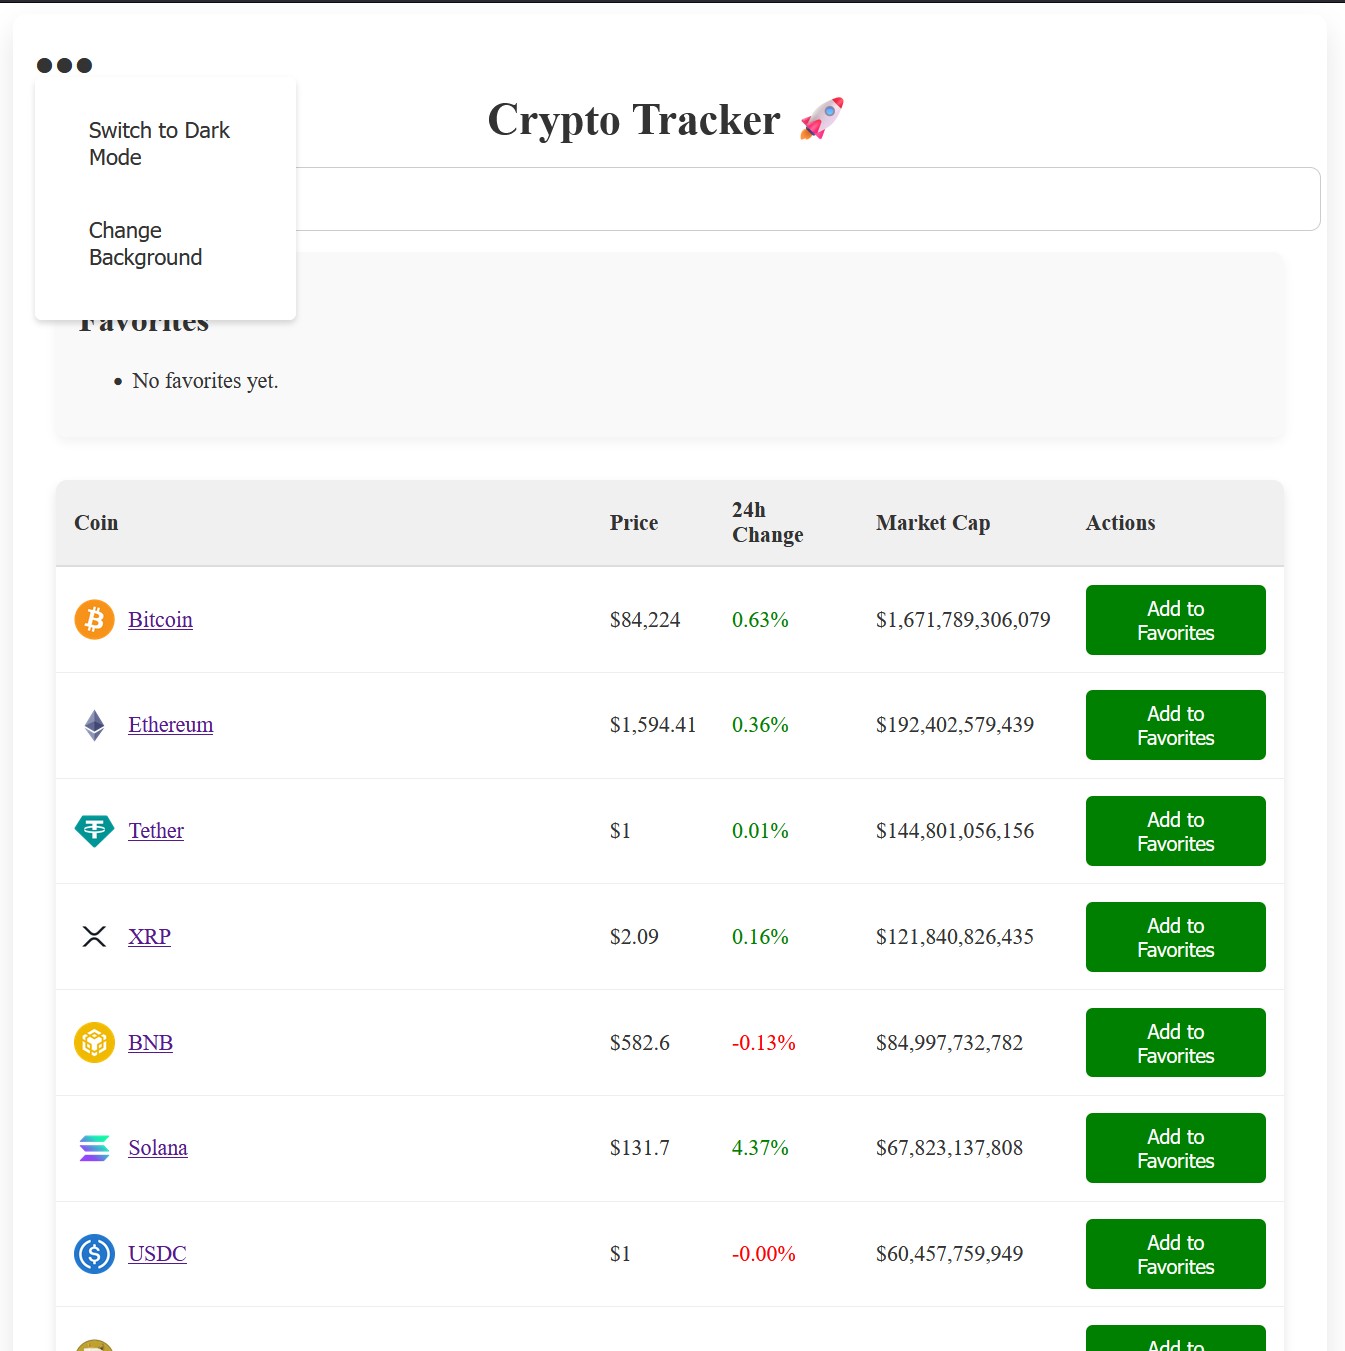 ●●●
Switch to Dark
Mode
Change
Background
Crypto Tracker 🚀
Favorites
• No favorites yet.
Coin Price 24h Change Market Cap Actions
Bitcoin $84,224 0.63% $1,671,789,306,079 Add to Favorites
Ethereum $1,594.41 0.36% $192,402,579,439 Add to Favorites
Tether $1 0.01% $144,801,056,156 Add to Favorites
XRP $2.09 0.16% $121,840,826,435 Add to Favorites
BNB $582.6 -0.13% $84,997,732,782 Add to Favorites
Solana $131.7 4.37% $67,823,137,808 Add to Favorites
USDC $1 -0.00% $60,457,759,949 Add to Favorites
Add to